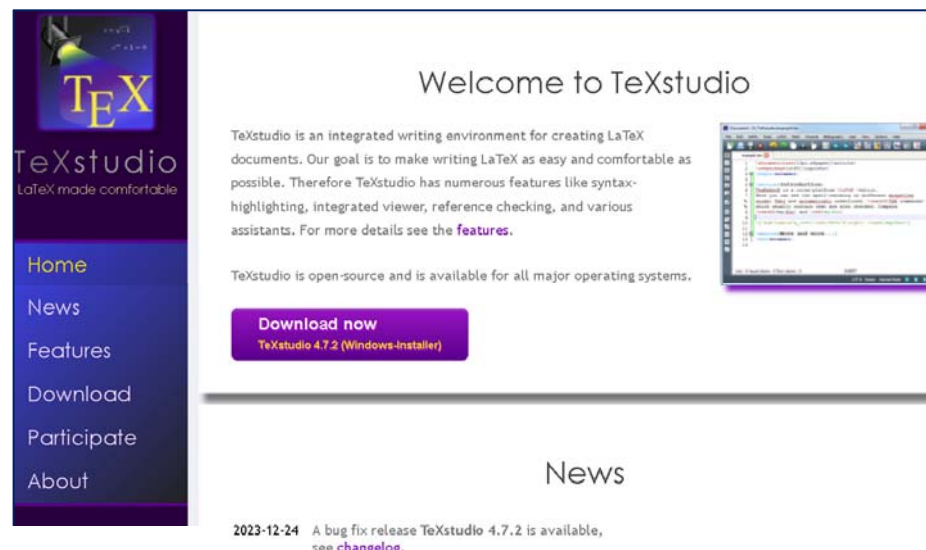 TEX
TeXstudio
LaTeX made comfortable
Home
News
Features
Download
Participate
About
Welcome to TeXstudio
TeXstudio is an integrated writing environment for creating LaTeX
documents. Our goal is to make writing LaTeX as easy and comfortable as
possible. Therefore TeXstudio has numerous features like syntax-
highlighting, integrated viewer, reference checking, and various
assistants. For more details see the features.
TeXstudio is open-source and is available for all major operating systems.
Download now
TeXstudio 4.7.2 (Windows-Installer)
News
2023-12-24 A bug fix release TeXstudio 4.7.2 is available,
see changelog.